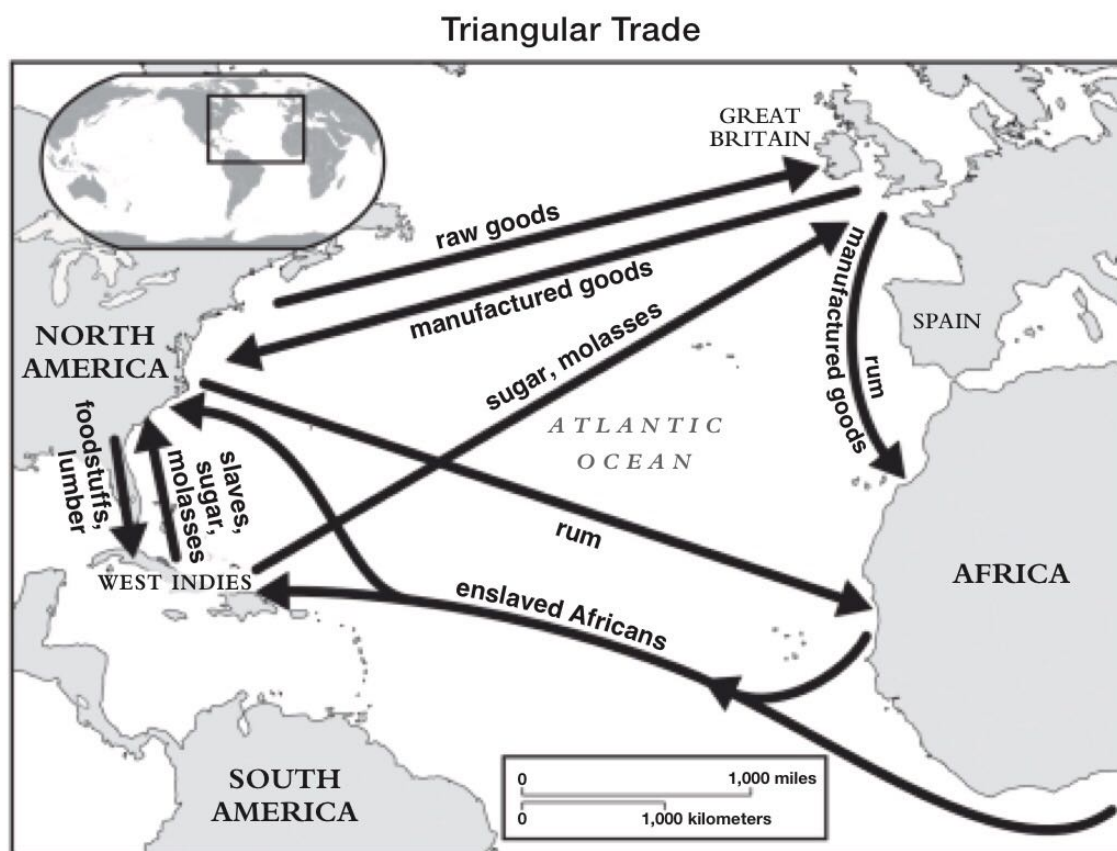 Triangular Trade
GREAT
BRITAIN
raw goods
manufactured goods
sugar, molasses
manufactured goods
rum
SPAIN
NORTH
AMERICA
ATLANTIC
OCEAN
foodstuffs,
lumber
slaves,
sugar,
molasses
rum
WEST INDIES
enslaved Africans
AFRICA
SOUTH
AMERICA
0 1,000 miles
0 1,000 kilometers